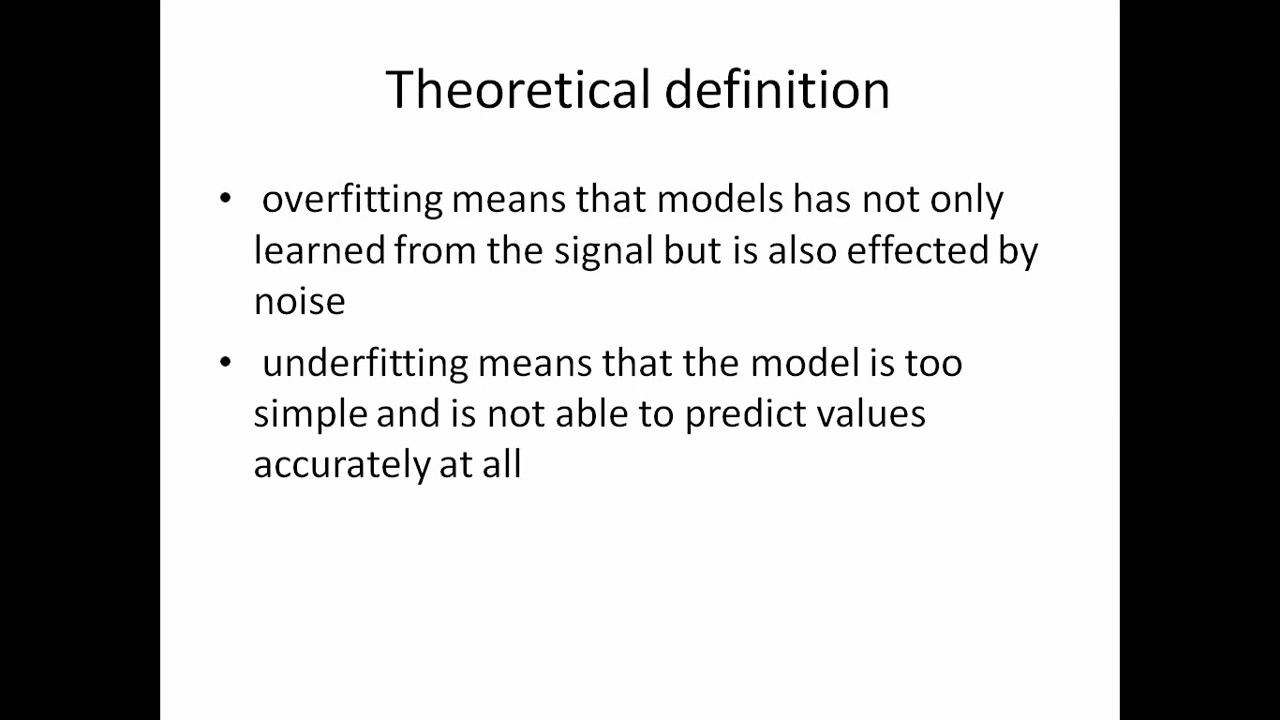 Theoretical definition
• overfitting means that models has not only
learned from the signal but is also effected by
noise
• underfitting means that the model is too
simple and is not able to predict values
accurately at all